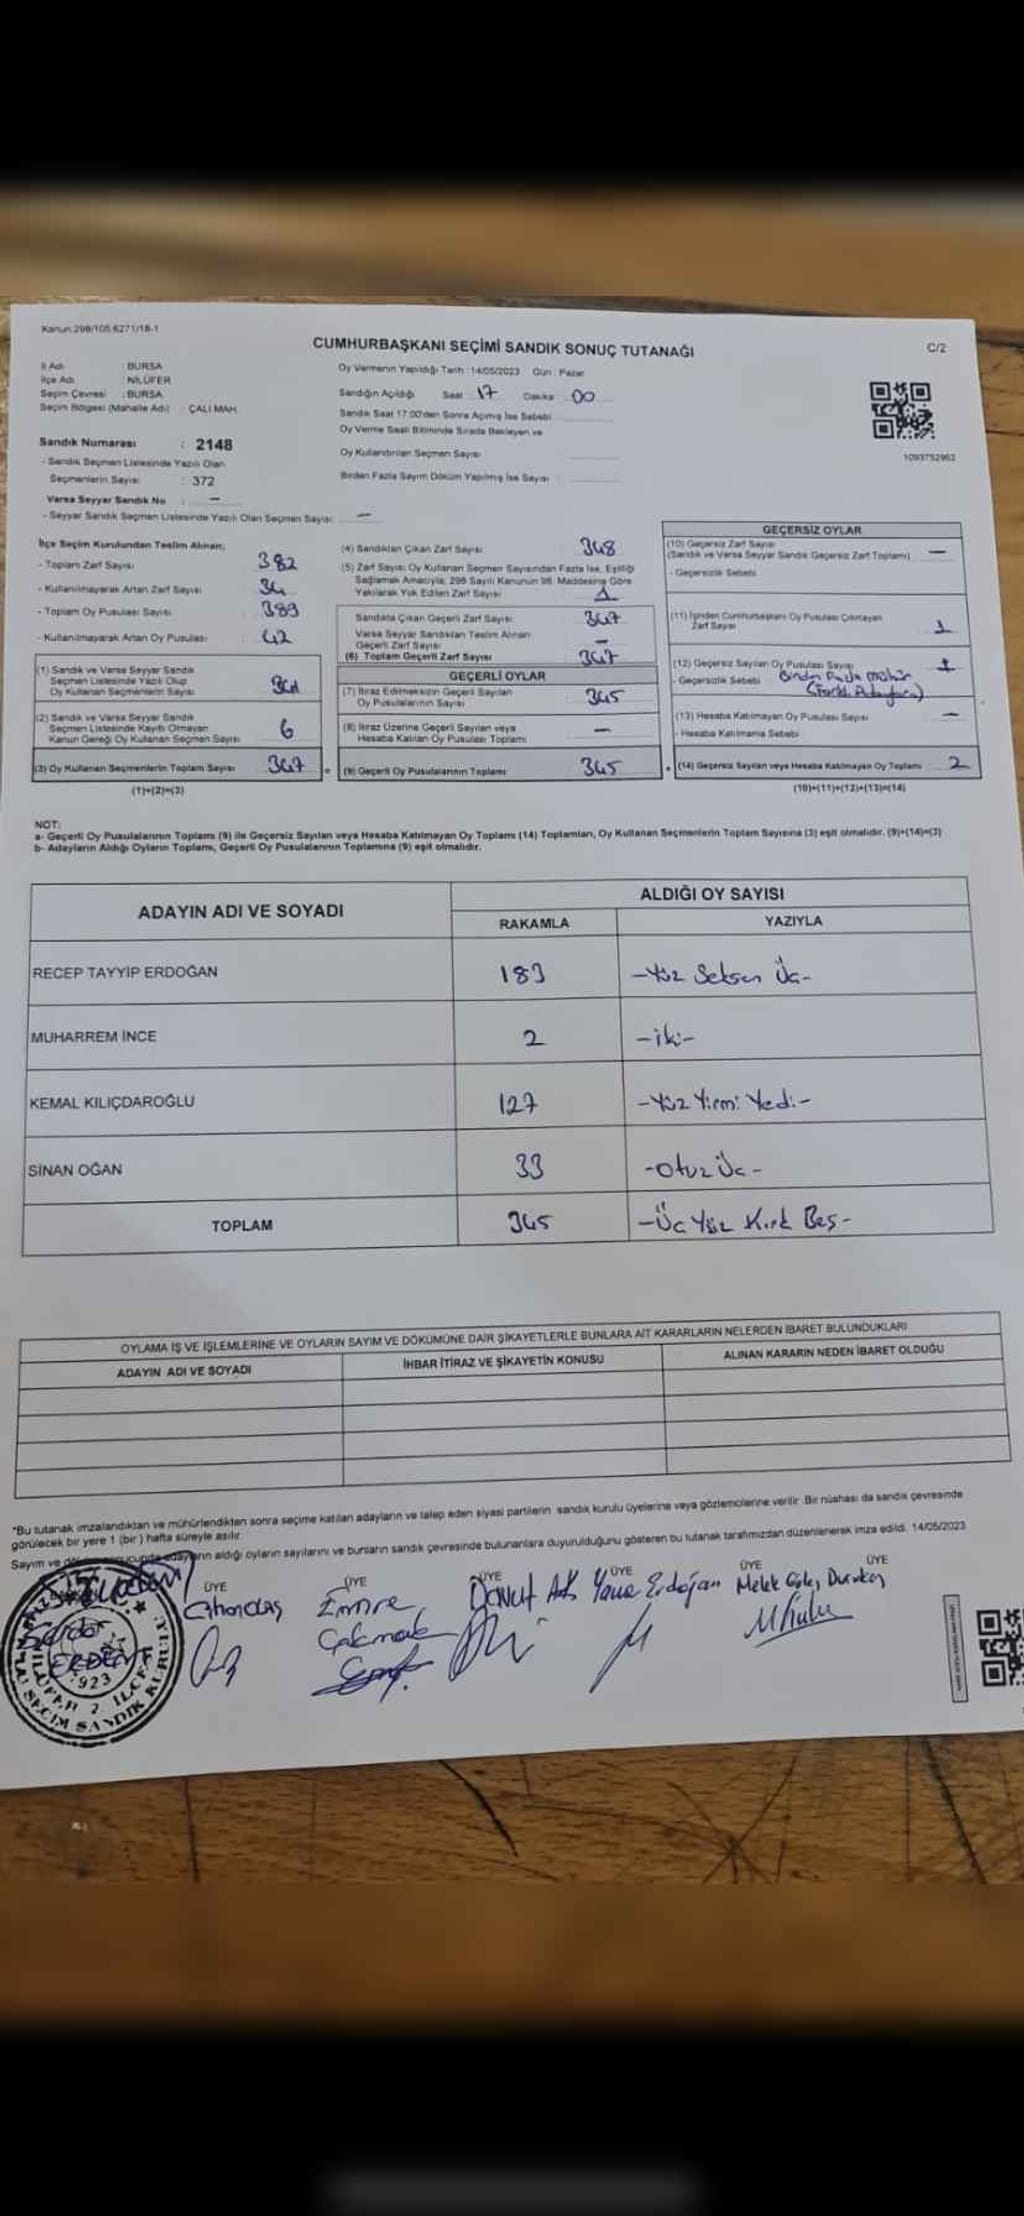 Kanun:298/105.6271/18-1
CUMHURBAŞKANI SEÇİMİ SANDIK SONUÇ TUTANAĞI
C/2
İl Adı : BURSA
İlçe Adı : NİLÜFER
Seçim Çevresi : BURSA
Seçim Bölgesi (Mahalle Adı) : ÇALI MAH.
Sandık Numarası : 2148
- Sandık Seçmen Listesinde Yazılı Olan
Seçmenlerin Sayısı : 372
Varsa Seyyar Sandık No : -
- Seyyar Sandık Seçmen Listesinde Yazılı Olan Seçmen Sayısı : -
Oy Vermenin Yapıldığı Tarih : 14/05/2023 Gün : Pazar
Sandığın Açıldığı Saat 17 Dakika 00
Sandık Saat 17:00'den Sonra Açılmış İse Sebebi
Oy Verme Saati Bitiminde Sırada Bekleyen ve
Oy Kullandırılan Seçmen Sayısı
Birden Fazla Sayım Döküm Yapılmış İse Sayısı
1093752962
İlçe Seçim Kurulundan Teslim Alınan;
- Toplam Zarf Sayısı : 382
- Kullanılmayarak Artan Zarf Sayısı : 34
- Toplam Oy Pusulası Sayısı : 389
- Kullanılmayarak Artan Oy Pusulası : 42
(1) Sandık ve Varsa Seyyar Sandık
Seçmen Listesinde Yazılı Olup
Oy Kullanan Seçmenlerin Sayısı 341
(2) Sandık ve Varsa Seyyar Sandık
Seçmen Listesinde Kayıtlı Olmayan
Kanun Gereği Oy Kullanan Seçmen Sayısı 6
(3) Oy Kullanan Seçmenlerin Toplam Sayısı 347
(1)+(2)=(3)
(4) Sandıktan Çıkan Zarf Sayısı 348
(5) Zarf Sayısı Oy Kullanan Seçmen Sayısından Fazla İse, Eşitliği
Sağlamak Amacıyla; 298 Sayılı Kanunun 98. Maddesine Göre
Yakılarak Yok Edilen Zarf Sayısı 1
Sandıkta Çıkan Geçerli Zarf Sayısı 347
Varsa Seyyar Sandıktan Teslim Alınan
Geçerli Zarf Sayısı -
(6) Toplam Geçerli Zarf Sayısı 347
GEÇERLİ OYLAR
(7) İtiraz Edilmeksizin Geçerli Sayılan
Oy Pusulalarının Sayısı 345
(8) İtiraz Üzerine Geçerli Sayılan veya
Hesaba Katılan Oy Pusulası Toplamı -
= (9) Geçerli Oy Pusulalarının Toplamı 345
GEÇERSİZ OYLAR
(10) Geçersiz Zarf Sayısı
(Sandık ve Varsa Seyyar Sandık Geçersiz Zarf Toplamı) -
- Geçersizlik Sebebi
(11) İçinden Cumhurbaşkanı Oy Pusulası Çıkmayan
Zarf Sayısı 1
(12) Geçersiz Sayılan Oy Pusulası Sayısı 1
- Geçersizlik Sebebi Birden Fazla mühür
(Farklı Adaylara)
(13) Hesaba Katılmayan Oy Pusulası Sayısı -
- Hesaba Katılmama Sebebi
+ (14) Geçersiz Sayılan veya Hesaba Katılmayan Oy Toplamı 2
(10)+(11)+(12)+(13)=(14)
NOT:
a- Geçerli Oy Pusulalarının Toplamı (9) ile Geçersiz Sayılan veya Hesaba Katılmayan Oy Toplamı (14) Toplamları, Oy Kullanan Seçmenlerin Toplam Sayısına (3) eşit olmalıdır. (9)+(14)=(3)
b- Adayların Aldığı Oyların Toplamı, Geçerli Oy Pusulalarının Toplamına (9) eşit olmalıdır.
ADAYIN ADI VE SOYADI
ALDIĞI OY SAYISI
RAKAMLA YAZIYLA
RECEP TAYYİP ERDOĞAN 183 -Yüz Seksen Üç-
MUHARREM İNCE 2 -iki-
KEMAL KILIÇDAROĞLU 127 -Yüz Yirmi Yedi-
SİNAN OĞAN 33 -Otuz Üç-
TOPLAM 345 -Üç Yüz Kırk Beş-
OYLAMA İŞ VE İŞLEMLERİNE VE OYLARIN SAYIM VE DÖKÜMÜNE DAİR ŞİKAYETLERLE BUNLARA AİT KARARLARIN NELERDEN İBARET BULUNDUKLARI
ADAYIN ADI VE SOYADI İHBAR İTİRAZ VE ŞİKAYETİN KONUSU ALINAN KARARIN NEDEN İBARET OLDUĞU
*Bu tutanak imzalandıktan ve mühürlendikten sonra seçime katılan adayların ve talep eden siyasi partilerin sandık kurulu üyelerine veya gözlemcilerine verilir. Bir nüshası da sandık çevresinde
görülecek bir yere 1 (bir) hafta süreyle asılır.
Sayım ve adayların aldığı oyların sayılarını ve bunların sandık çevresinde bulunanlara duyurulduğunu gösteren bu tutanak tarafımızdan düzenlenerek imza edildi. 14/05/2023
ÜYE ÜYE ÜYE ÜYE ÜYE ÜYE
Serdar
ERDEM
Emre
Çakmak
Davut
Erdoğan
Melek
923
NİLÜFER 2. İLÇE
SEÇİM SANDIK KURULU